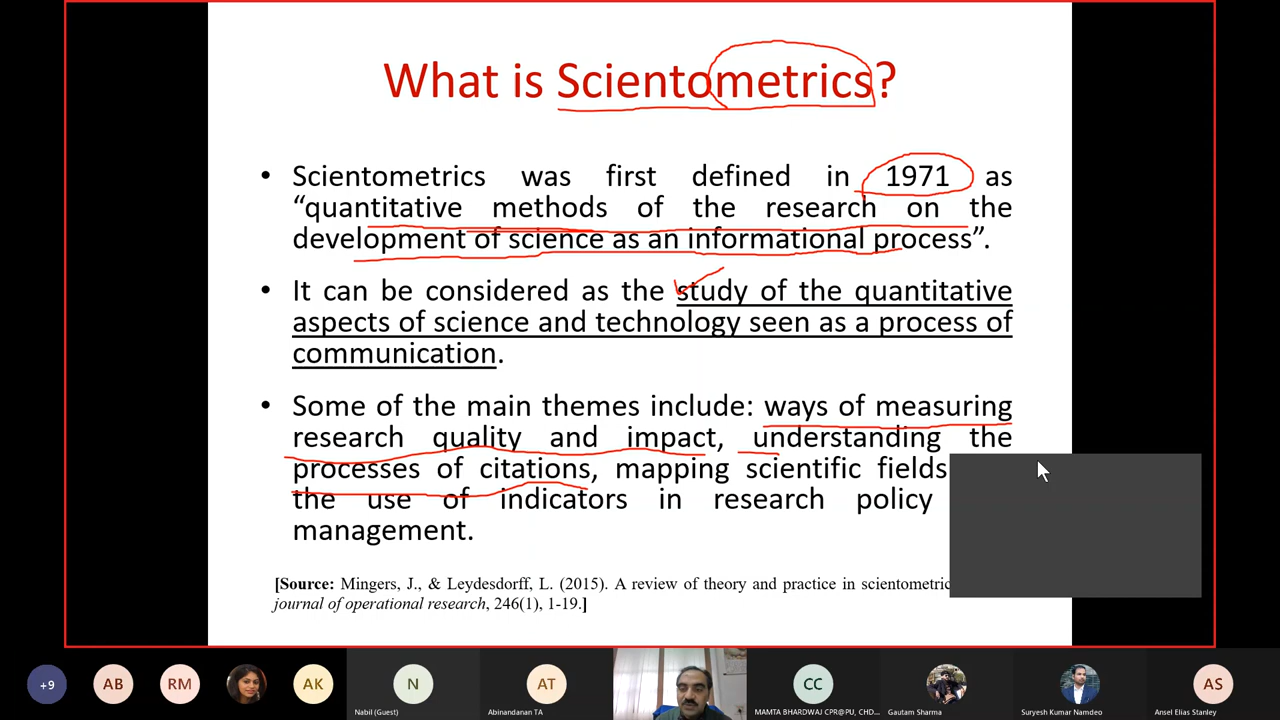 What is Scientometrics?
• Scientometrics was first defined in 1971 as
“quantitative methods of the research on the
development of science as an informational process”.
• It can be considered as the study of the quantitative
aspects of science and technology seen as a process of
communication.
• Some of the main themes include: ways of measuring
research quality and impact, understanding the
processes of citations, mapping scientific fields
the use of indicators in research policy
management.
[Source: Mingers, J., & Leydesdorff, L. (2015). A review of theory and practice in scientometric
journal of operational research, 246(1), 1-19.]
+9
AB
RM
AK
N
AT
CC
AS
Nabil (Guest)
Abinandanan TA
MAMTA BHARDWAJ CPR@PU, CHD...
Gautam Sharma
Suryesh Kumar Namdeo
Ansel Elias Stanley